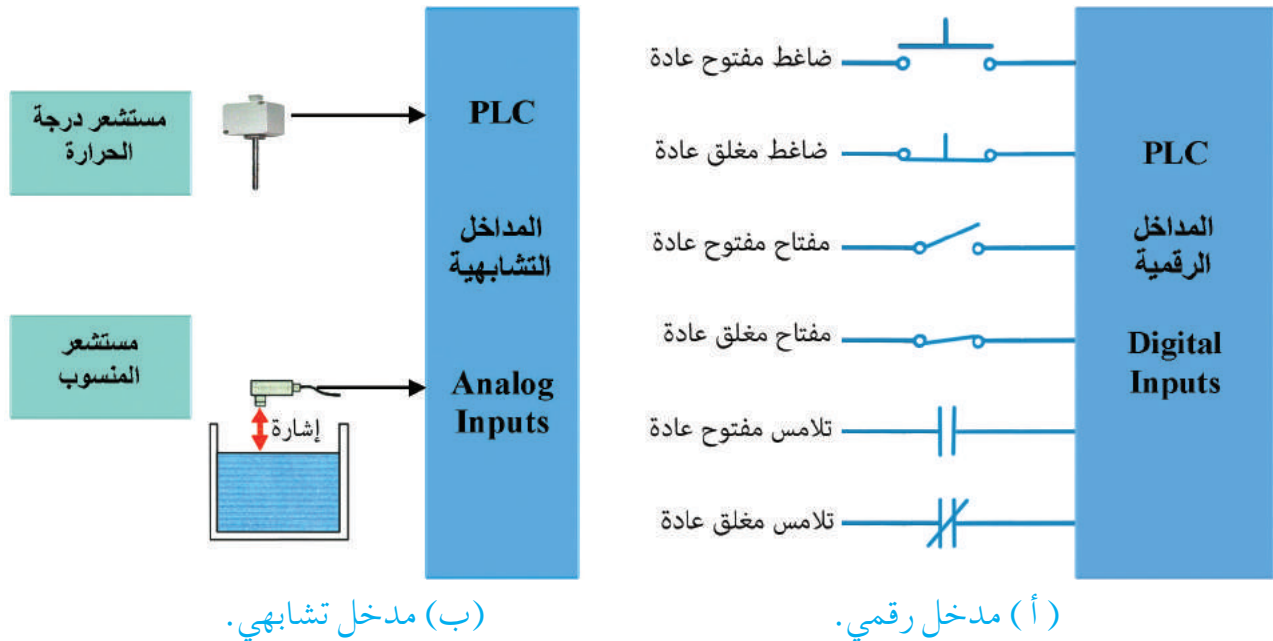 ضاغط مفتوح عادة
ضاغط مغلق عادة
مفتاح مفتوح عادة
مفتاح مغلق عادة
تلامس مفتوح عادة
تلامس مغلق عادة
PLC
المداخل
الرقمية
Digital
Inputs
(أ) مدخل رقمي.
مستشعر درجة
الحرارة
مستشعر
المنسوب
إشارة
PLC
المداخل
التشابهية
Analog
Inputs
(ب) مدخل تشابهي.